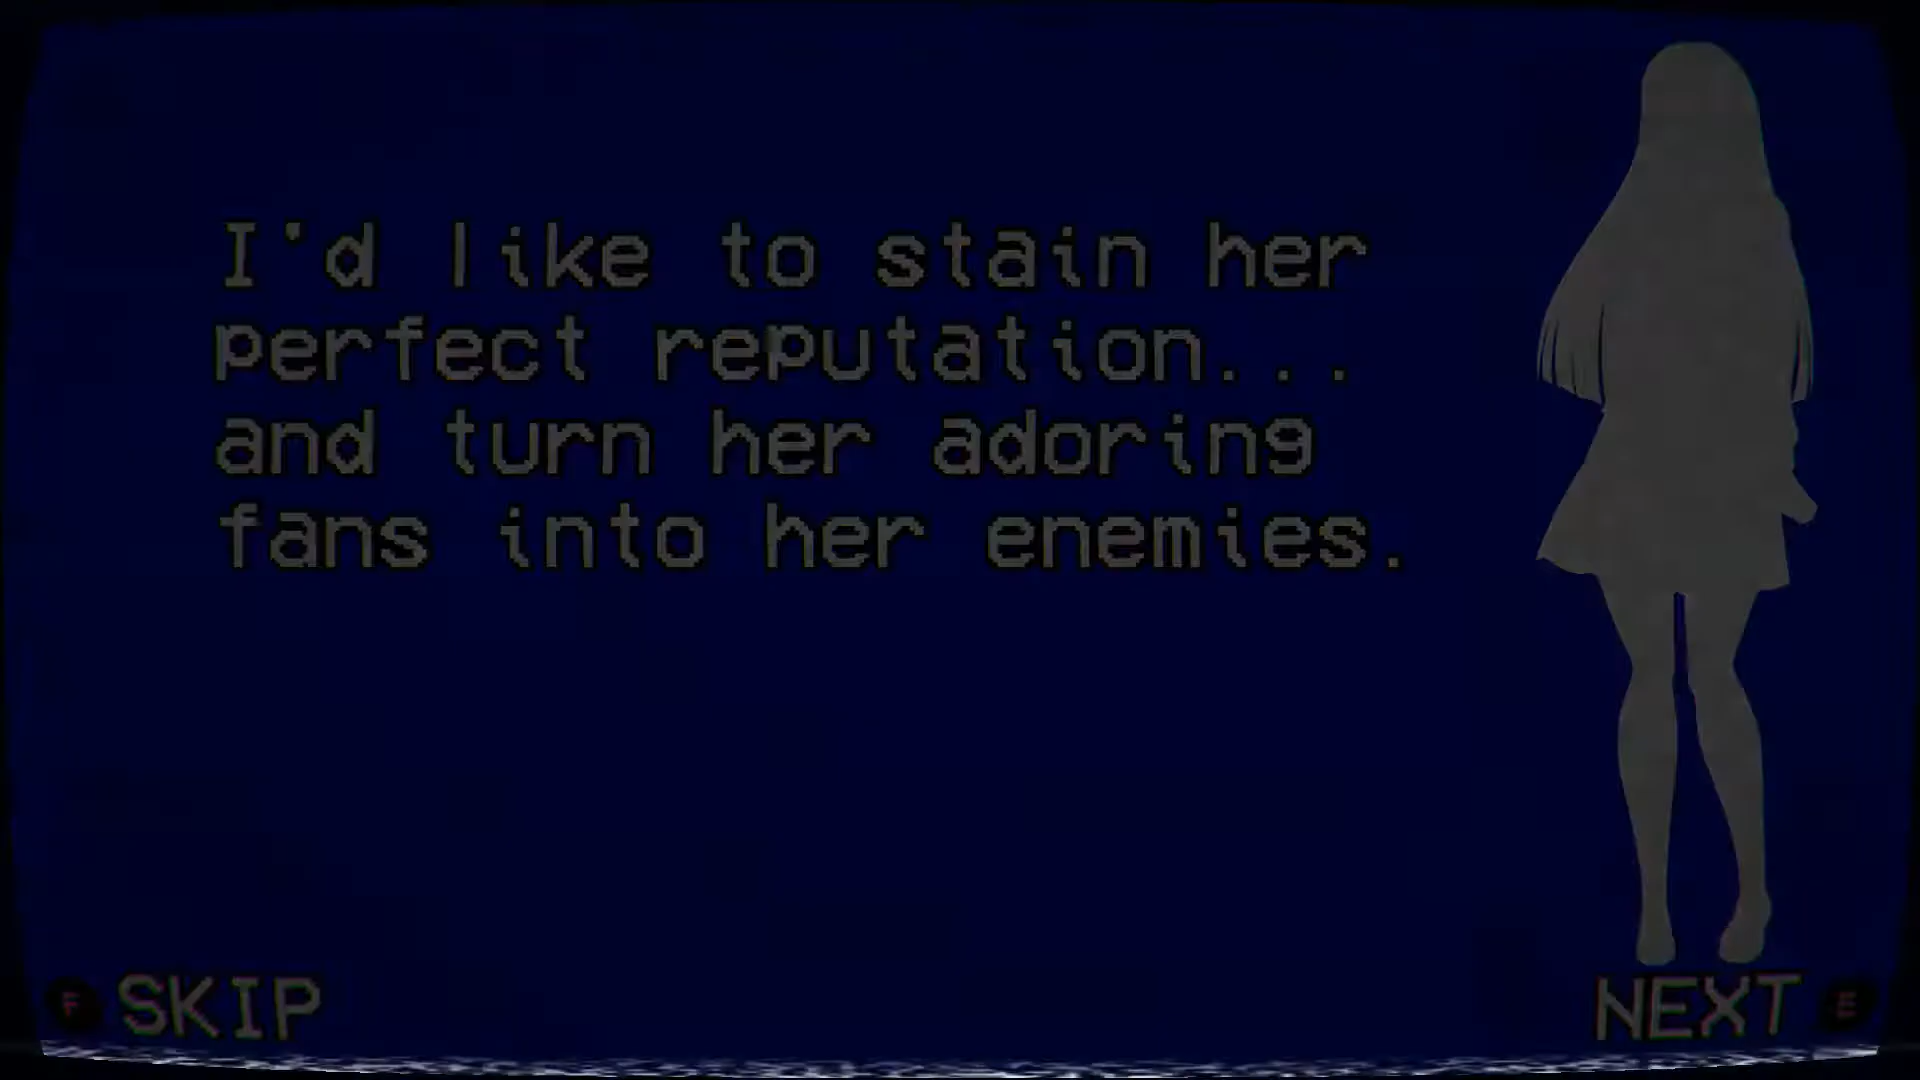 I'd like to stain her
perfect reputation...
and turn her adoring
fans into her enemies.
F SKIP
NEXT E